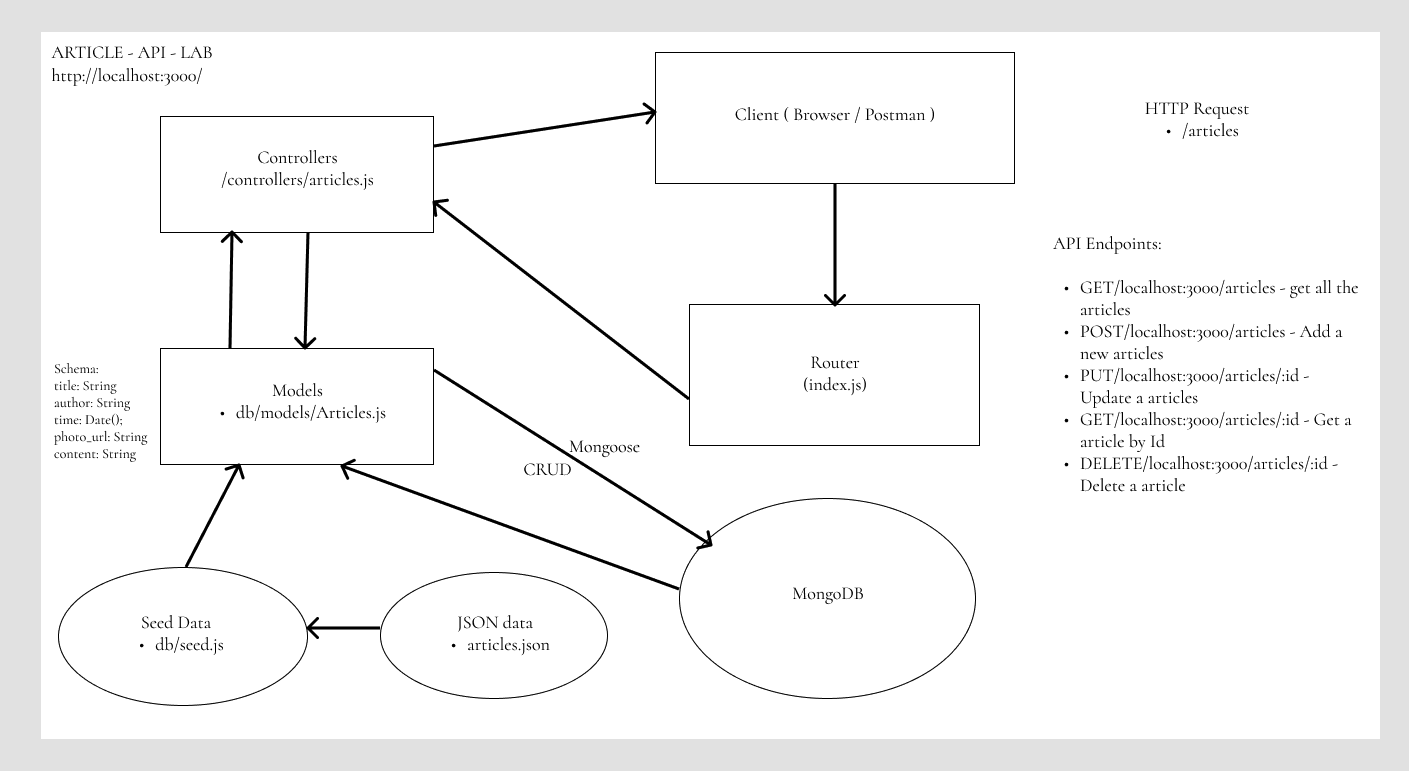 ARTICLE - API - LAB
http://localhost:3000/
Client ( Browser / Postman )
HTTP Request
• /articles
Controllers
/controllers/articles.js
API Endpoints:
• GET/localhost:3000/articles - get all the
articles
• POST/localhost:3000/articles - Add a
new articles
• PUT/localhost:3000/articles/:id -
Update a articles
• GET/localhost:3000/articles/:id - Get a
article by Id
• DELETE/localhost:3000/articles/:id -
Delete a article
Router
(index.js)
Schema:
title: String
author: String
time: Date();
photo_url: String
content: String
Models
• db/models/Articles.js
Mongoose
CRUD
MongoDB
Seed Data
• db/seed.js
JSON data
• articles.json